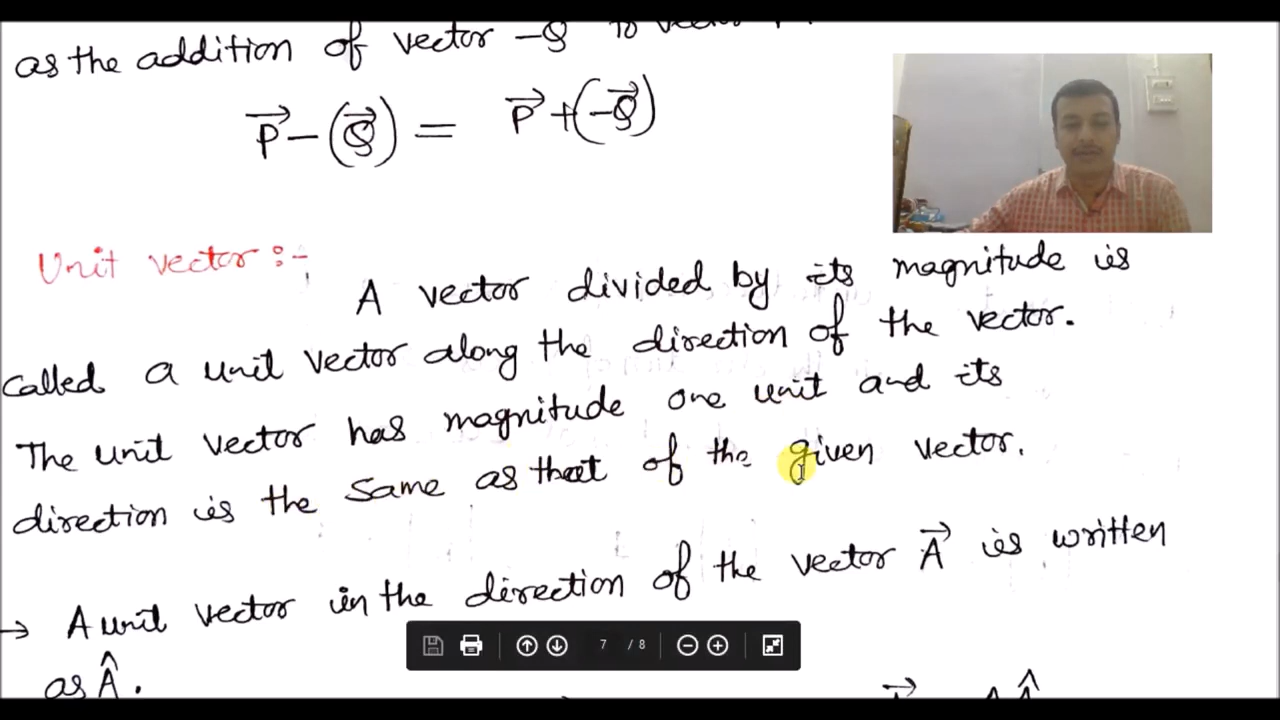 as the addition of vector -Q to vector
P⃗ - (Q⃗) = P⃗ + (-Q⃗)
Unit vector :-
A vector divided by its magnitude is
called a unit vector along the direction of the vector.
The unit vector has magnitude one unit and its
direction is the same as that of the given vector.
→ A unit vector in the direction of the vector A⃗ is written
as Â.
7 / 8